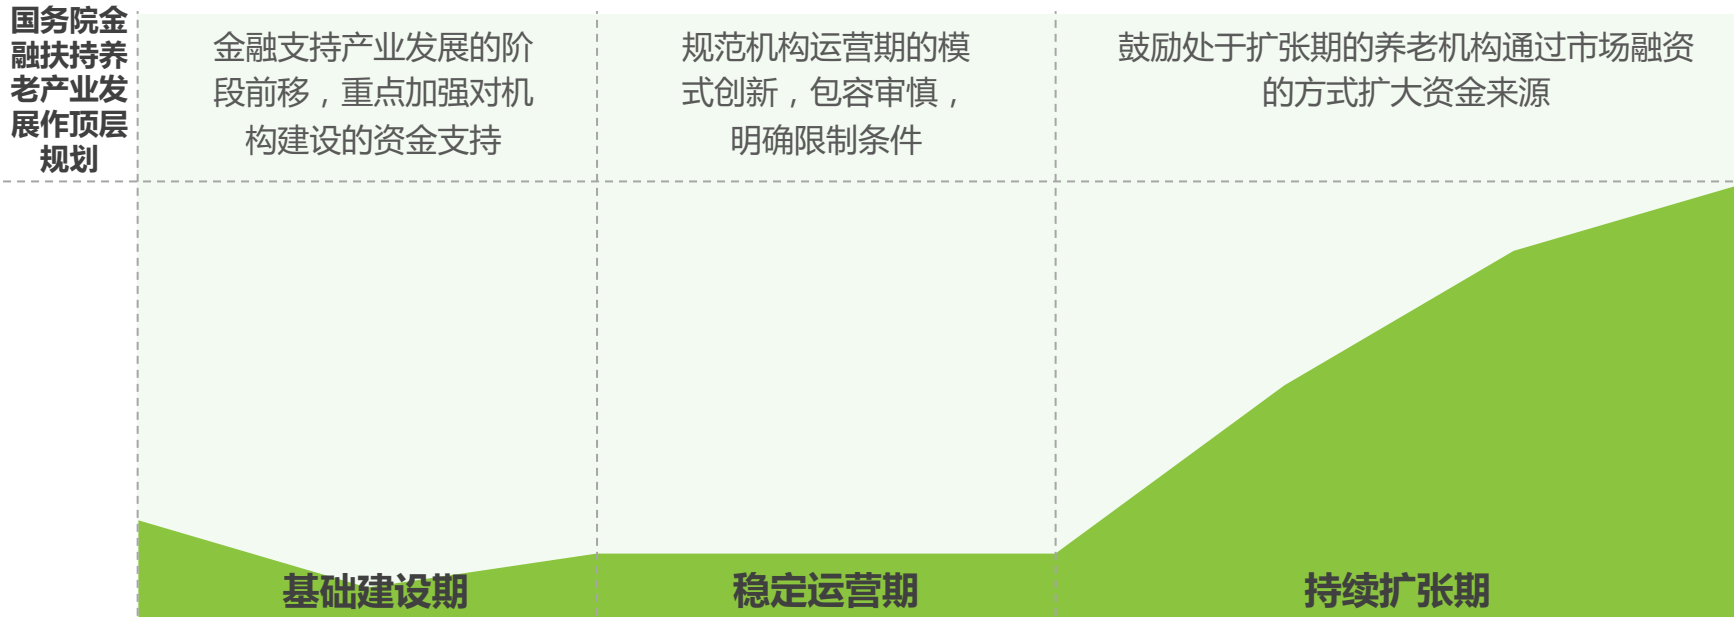 国务院金
融扶持养
老产业发
展作顶层
规划
金融支持产业发展的阶
段前移，重点加强对机
构建设的资金支持
规范机构运营期的模
式创新，包容审慎，
明确限制条件
鼓励处于扩张期的养老机构通过市场融资
的方式扩大资金来源
基础建设期
稳定运营期
持续扩张期